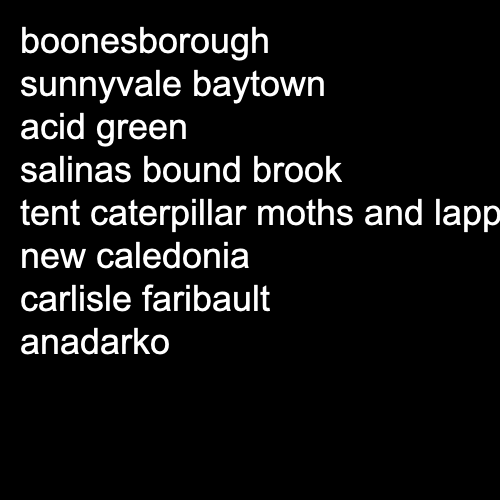 boonesborough
sunnyvale baytown
acid green
salinas bound brook
tent caterpillar moths and lapp
new caledonia
carlisle faribault
anadarko